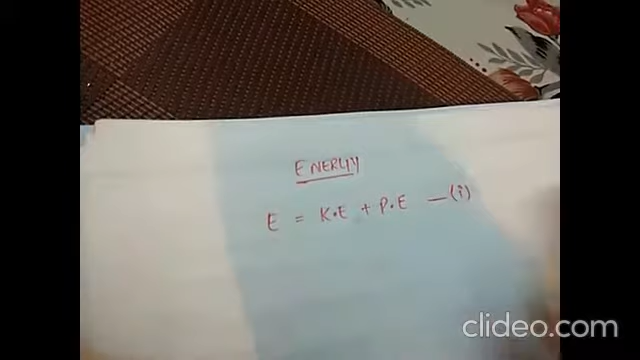 ENERGY
E = K.E + P.E —(i)
clideo.com